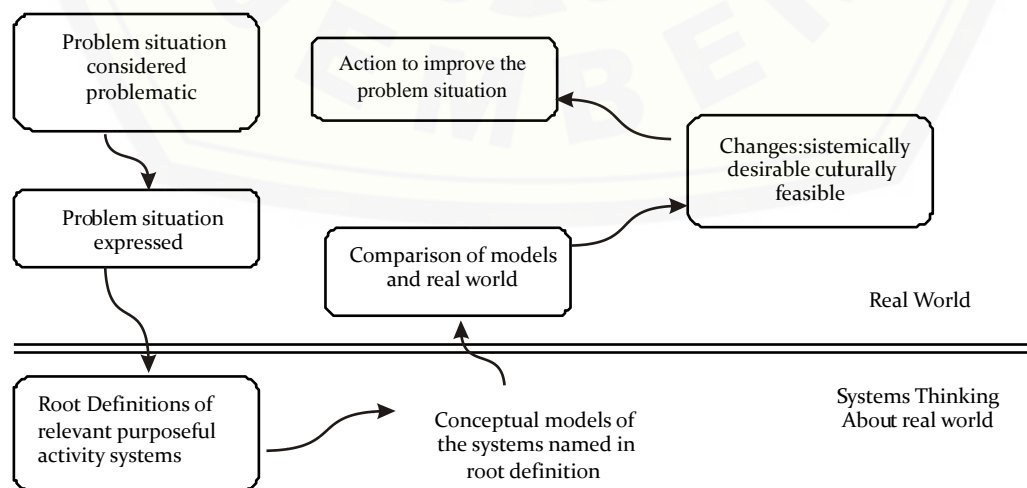 Problem situation
considered
problematic
Action to improve the
problem situation
Changes:sistemically
desirable cuturally
feasible
Problem situation
expressed
Comparison of models
and real world
Real World
Root Definitions of
relevant purposeful
activity systems
Conceptual models of
the systems named in
root definition
Systems Thinking
About real world